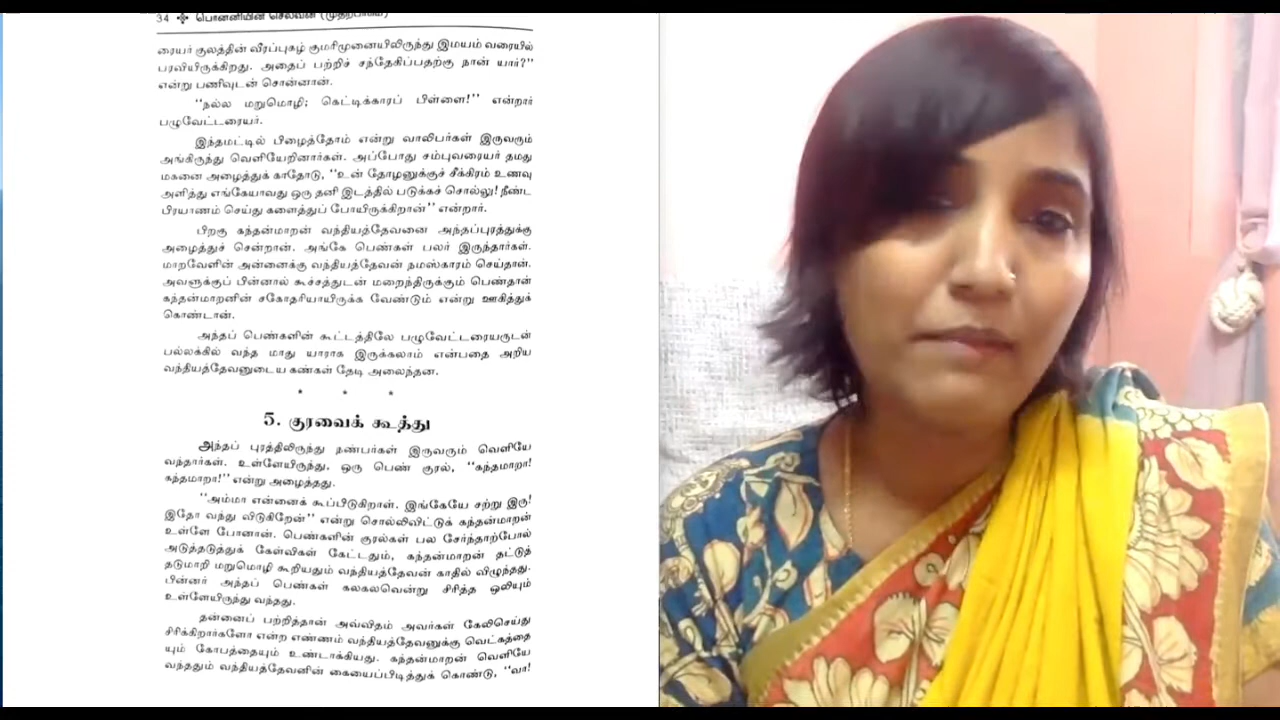 34 ❖ பொன்னியின் செல்வன் (முதற்பாகம்)
ரையர் குலத்தின் வீரப்புகழ் குமரிமுனையிலிருந்து இமயம் வரையில்
பரவியிருக்கிறது. அதைப் பற்றிச் சந்தேகிப்பதற்கு நான் யார்?"
என்று பணிவுடன் சொன்னான்.
"நல்ல மறுமொழி; கெட்டிக்காரப் பிள்ளை!" என்றார்
பழுவேட்டரையர்.
இந்தமட்டில் பிழைத்தோம் என்று வாலிபர்கள் இருவரும்
அங்கிருந்து வெளியேறினார்கள். அப்போது சம்புவரையர் தமது
மகனை அழைத்துக் காதோடு, "உன் தோழனுக்குச் சீக்கிரம் உணவு
அளித்து எங்கேயாவது ஒரு தனி இடத்தில் படுக்கச் சொல்லு! நீண்ட
பிரயாணம் செய்து களைத்துப் போயிருக்கிறான்" என்றார்.
பிறகு கந்தன்மாறன் வந்தியத்தேவனை அந்தப்புரத்துக்கு
அழைத்துச் சென்றான். அங்கே பெண்கள் பலர் இருந்தார்கள்.
மாறவேளின் அன்னைக்கு வந்தியத்தேவன் நமஸ்காரம் செய்தான்.
அவளுக்குப் பின்னால் கூச்சத்துடன் மறைந்திருக்கும் பெண்தான்
கந்தன்மாறனின் சகோதரியாயிருக்க வேண்டும் என்று ஊகித்துக்
கொண்டான்.
அந்தப் பெண்களின் கூட்டத்திலே பழுவேட்டரையருடன்
பல்லக்கில் வந்த மாது யாராக இருக்கலாம் என்பதை அறிய
வந்தியத்தேவனுடைய கண்கள் தேடி அலைந்தன.
* * *
5. குரவைக் கூத்து
அந்தப் புரத்திலிருந்து நண்பர்கள் இருவரும் வெளியே
வந்தார்கள். உள்ளேயிருந்து, ஒரு பெண் குரல், "கந்தமாறா!
கந்தமாறா!" என்று அழைத்தது.
"அம்மா என்னைக் கூப்பிடுகிறாள். இங்கேயே சற்று இரு!
இதோ வந்து விடுகிறேன்" என்று சொல்லிவிட்டுக் கந்தன்மாறன்
உள்ளே போனான். பெண்களின் குரல்கள் பல சேர்ந்தாற்போல்
அடுத்தடுத்துக் கேள்விகள் கேட்டதும், கந்தன்மாறன் தட்டுத்
தடுமாறி மறுமொழி கூறியதும் வந்தியத்தேவன் காதில் விழுந்தது.
பின்னர் அந்தப் பெண்கள் கலகலவென்று சிரித்த ஒலியும்
உள்ளேயிருந்து வந்தது.
தன்னைப் பற்றித்தான் அவ்விதம் அவர்கள் கேலிசெய்து
சிரிக்கிறார்களோ என்ற எண்ணம் வந்தியத்தேவனுக்கு வெட்கத்தை
யும் கோபத்தையும் உண்டாக்கியது. கந்தன்மாறன் வெளியே
வந்ததும் வந்தியத்தேவனின் கையைப்பிடித்துக் கொண்டு, "வா!